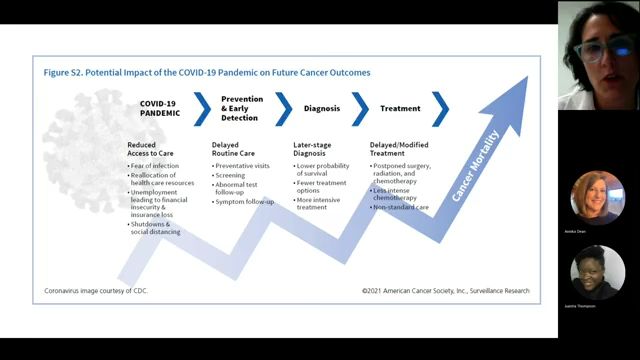 Figure S2. Potential Impact of the COVID-19 Pandemic on Future Cancer Outcomes
COVID-19
PANDEMIC
Prevention
& Early
Detection
Diagnosis
Treatment
Reduced
Access to Care
• Fear of infection
• Reallocation of
health care resources
• Unemployment
leading to financial
insecurity &
insurance loss
• Shutdowns &
social distancing
Delayed
Routine Care
• Preventative visits
• Screening
• Abnormal test
follow-up
• Symptom follow-up
Later-stage
Diagnosis
• Lower probability
of survival
• Fewer treatment
options
• More intensive
treatment
Delayed/Modified
Treatment
• Postponed surgery,
radiation, and
chemotherapy
• Less intense
chemotherapy
• Non-standard care
Cancer Mortality
Coronavirus image courtesy of CDC.
©2021 American Cancer Society, Inc., Surveillance Research
Annika Dean
Juanita Thompson